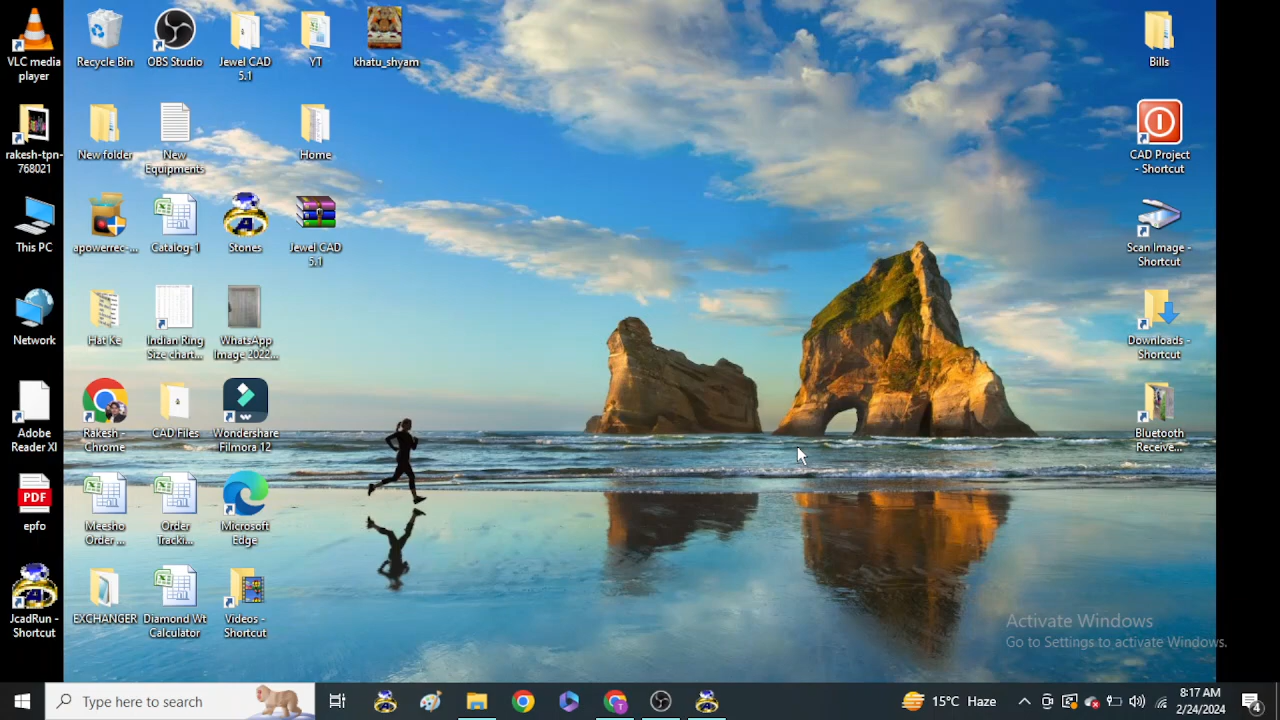 VLC media
player
Recycle Bin
OBS Studio
Jewel CAD
5.1
YT
khatu_shyam
Bills
rakesh-tpn-
768021
New folder
New
Equipments
Home
CAD Project
- Shortcut
This PC
apowerrec-...
Catalog-1
Stones
Jewel CAD
5.1
Scan Image -
Shortcut
Network
Hat Ke
Indian Ring
Size chart...
WhatsApp
Image 2022...
Downloads -
Shortcut
Adobe
Reader XI
Rakesh -
Chrome
CAD Files
Wondershare
Filmora 12
Bluetooth
Receive...
PDF
epfo
Meesho
Order ...
Order
Tracki...
Microsoft
Edge
JcadRun -
Shortcut
EXCHANGER
Diamond Wt
Calculator
Videos -
Shortcut
Activate Windows
Go to Settings to activate Windows.
Type here to search
15°C Haze
8:17 AM
2/24/2024
4